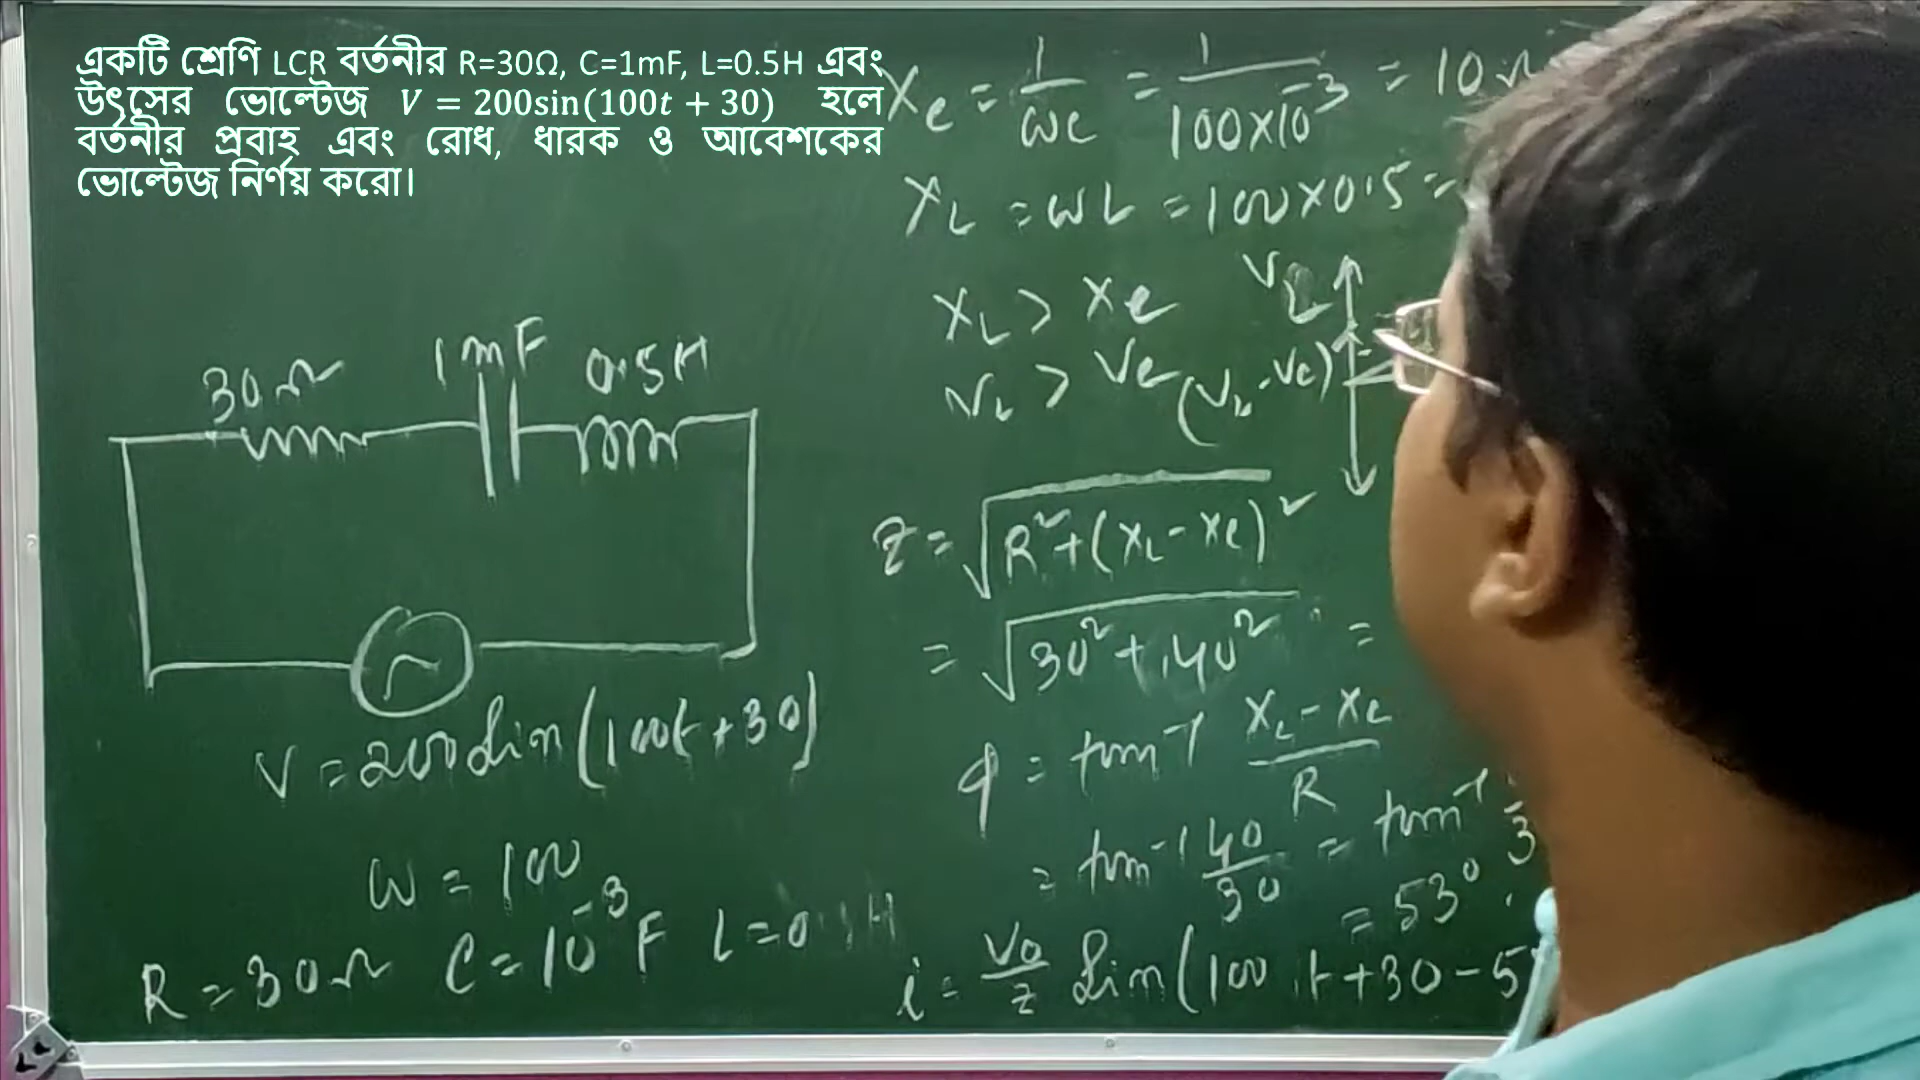 একটি শ্রেণি LCR বর্তনীর R=30Ω, C=1mF, L=0.5H এবং
উৎসের ভোল্টেজ V = 200sin(100t + 30) হলে
বর্তনীর প্রবাহ এবং রোধ, ধারক ও আবেশকের
ভোল্টেজ নির্ণয় করো।
30Ω 1mF 0.5H
V = 200 sin(100t + 30)
ω = 100
R = 30Ω C = 10⁻³F L = 0
Xc = 1/ωC = 1/100×10⁻³ = 10Ω
XL = ωL = 100×0.5 =
XL > Xc
VL
VL > Vc
(VL - Vc)
Z = √R² + (XL - Xc)²
= √30² + 40² =
φ = tan⁻¹ XL - Xc/R
= tan⁻¹ 40/30 = tan⁻¹
= 53°
i = V0/Z sin(100t + 30 - 5